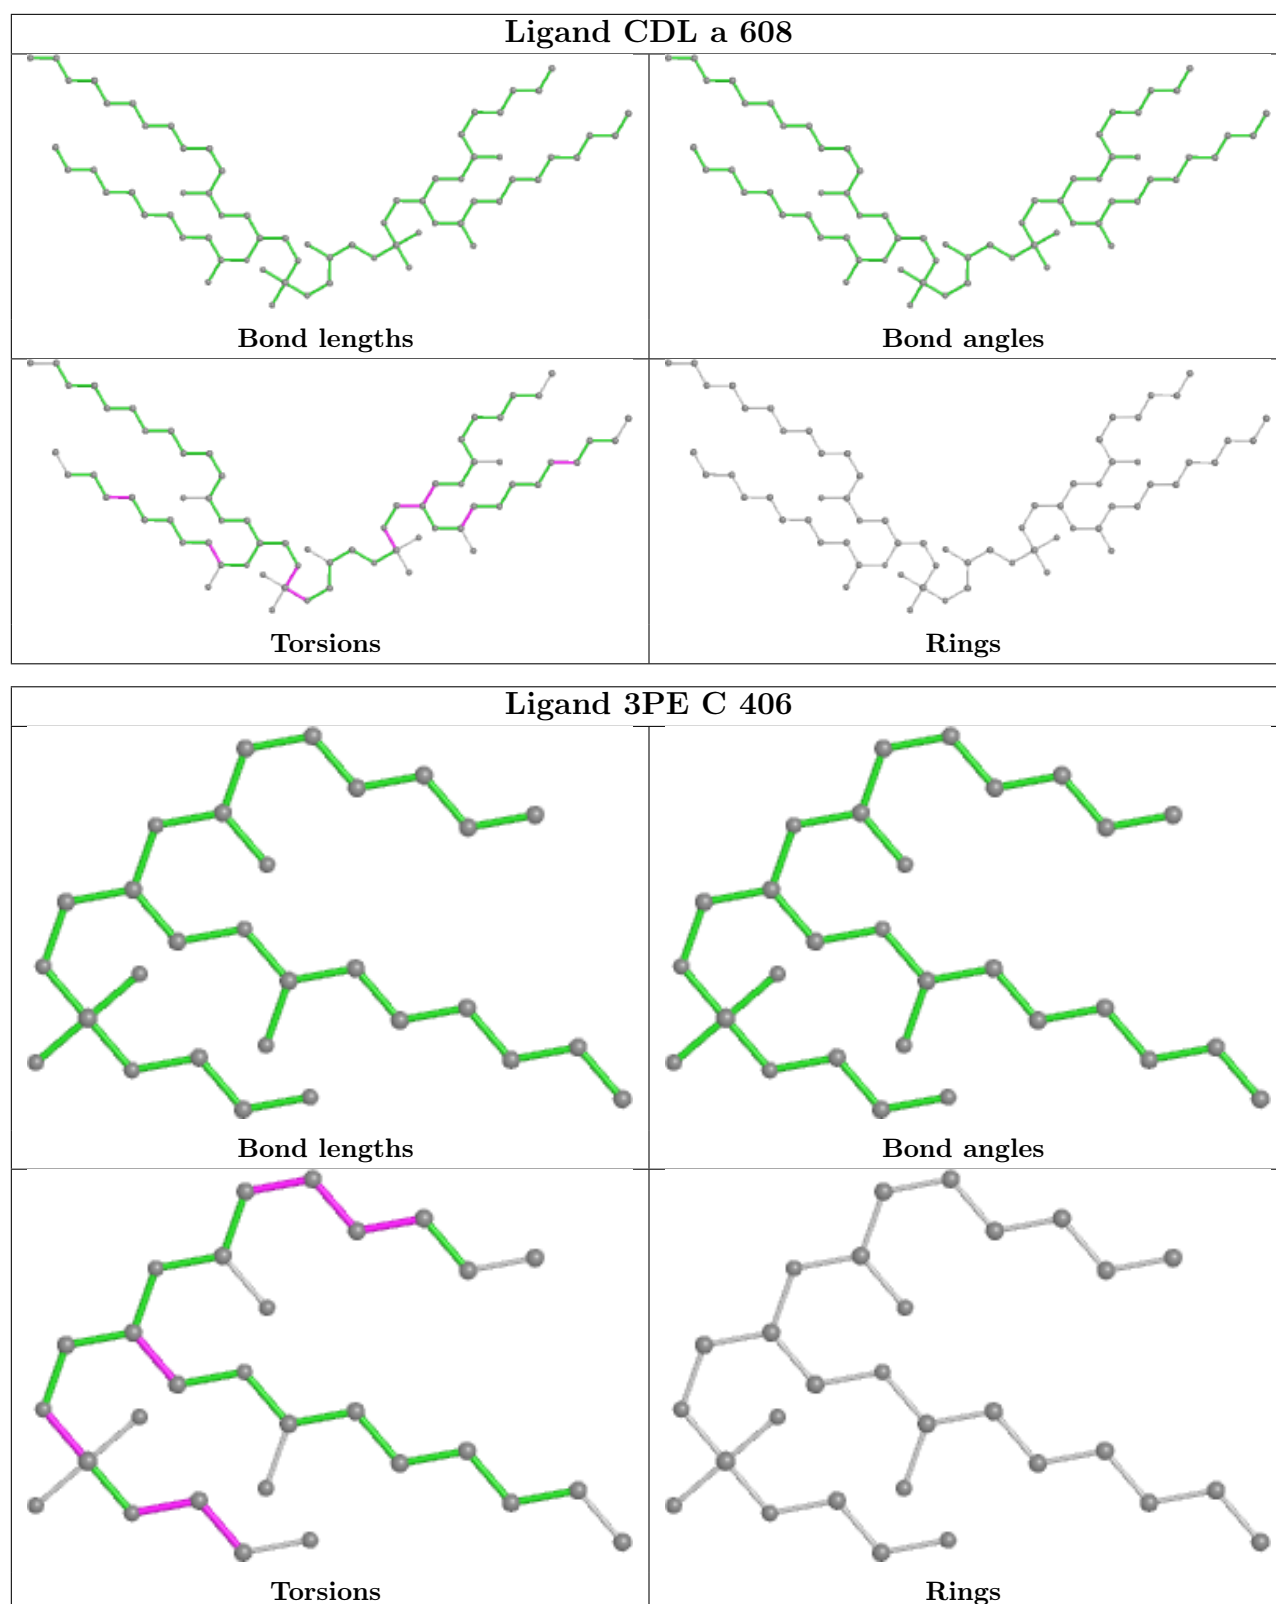 Ligand CDL a 608
Bond lengths
Bond angles
Torsions
Rings
Ligand 3PE C 406
Bond lengths
Bond angles
Torsions
Rings